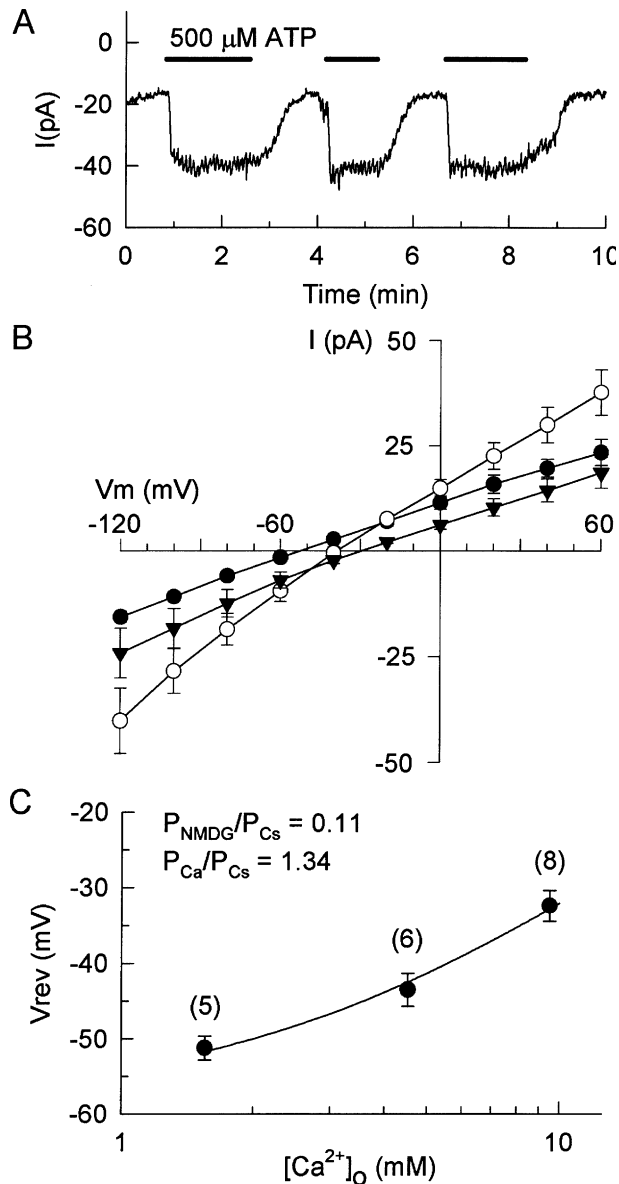 A
500 μM ATP
0
-20
-40
-60
I(pA)
0 2 4 6 8 10
Time (min)
B
I (pA)
50
25
-25
-50
Vm (mV)
-120 -60 60
C
P_NMDG/P_Cs = 0.11
P_Ca/P_Cs = 1.34
-20
-30
-40
-50
-60
Vrev (mV)
(5) (6) (8)
1 10
[Ca²⁺]_O (mM)